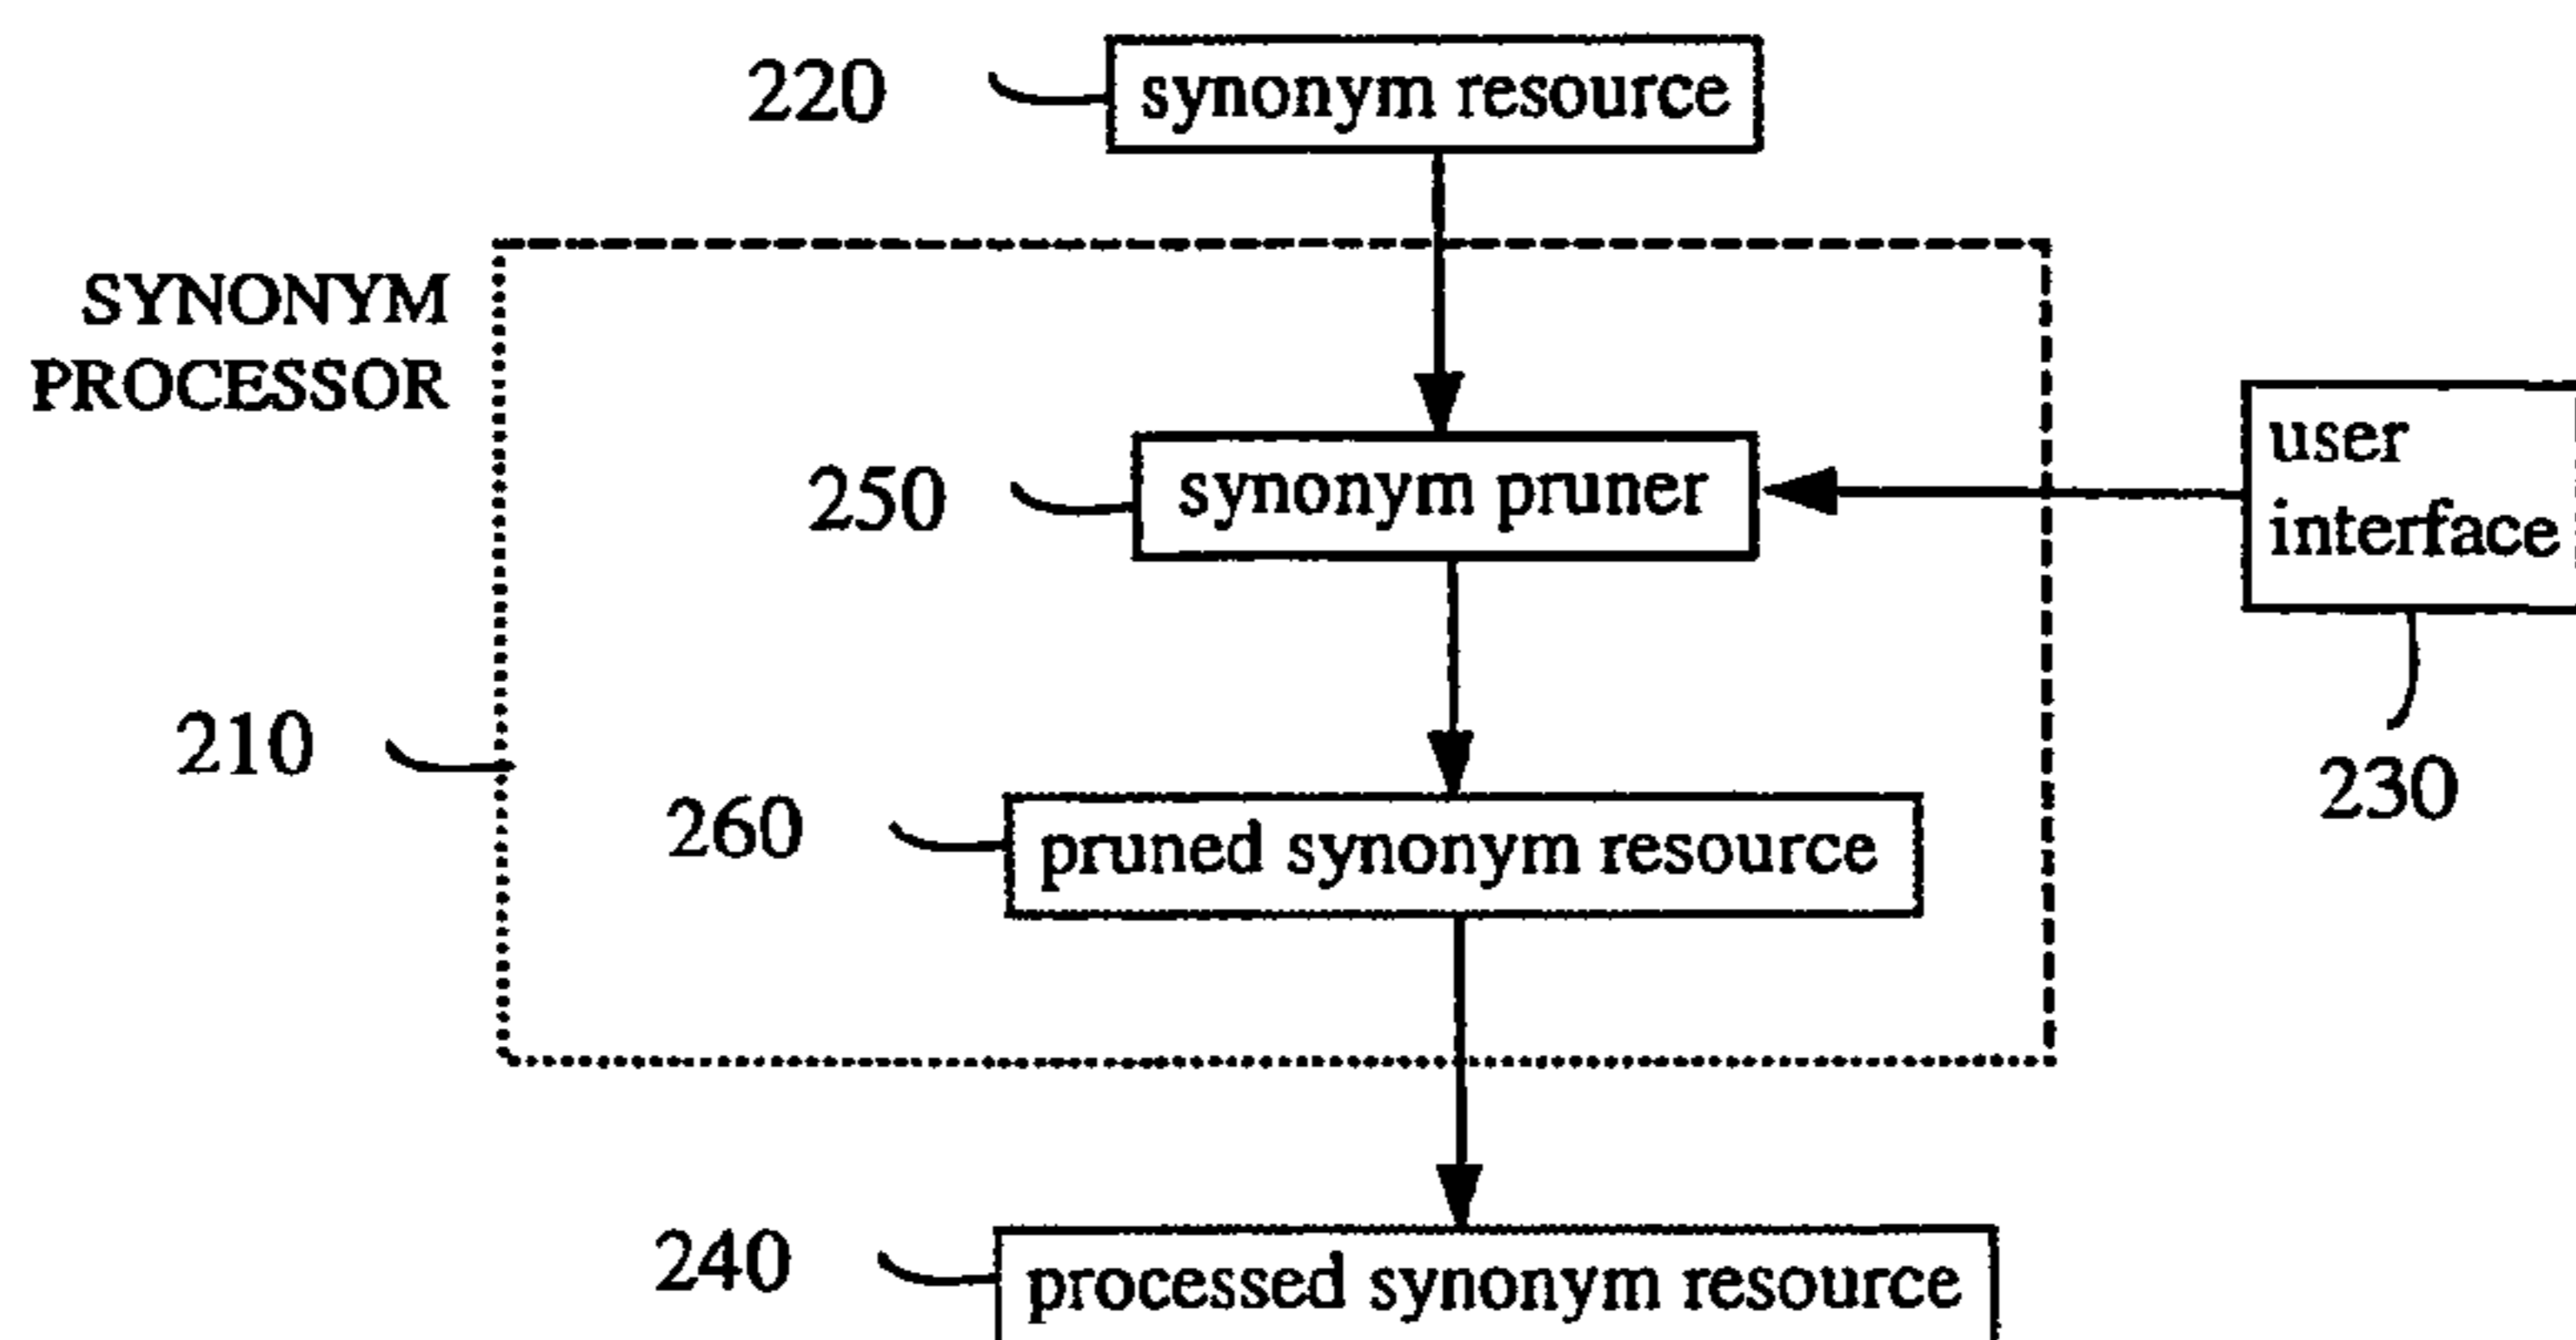 220
synonym resource
SYNONYM
PROCESSOR
250
synonym pruner
user
interface
210
260
pruned synonym resource
230
240
processed synonym resource